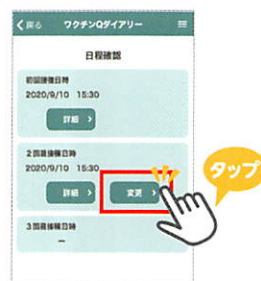 戻る ワクチンQダイアリー
日程確認
初回接種日時
2020/9/10 15:30
詳細
2回目接種日時
2020/9/10 15:30
詳細 変更
タップ
3回目接種日時
ー